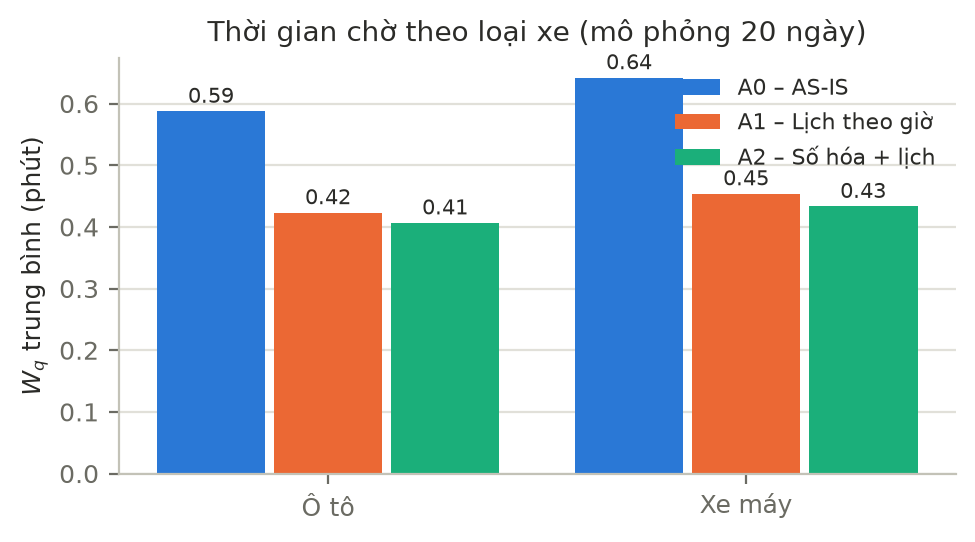 Thời gian chờ theo loại xe (mô phỏng 20 ngày)
A0 – AS-IS
A1 – Lịch theo giờ
A2 – Số hóa + lịch
W_q trung bình (phút)
0.6
0.5
0.4
0.3
0.2
0.1
0.0
0.59
0.42
0.41
0.64
0.45
0.43
Ô tô
Xe máy